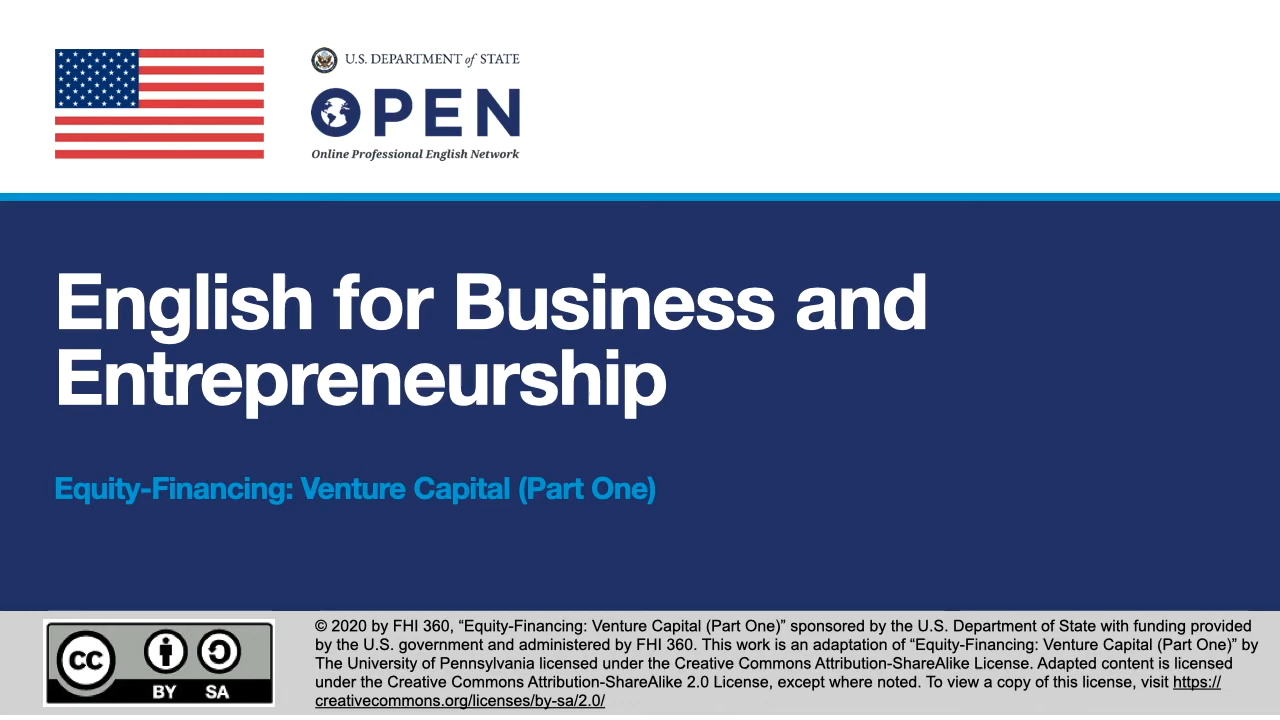 U.S. DEPARTMENT of STATE
OPEN
Online Professional English Network
English for Business and
Entrepreneurship
Equity-Financing: Venture Capital (Part One)
cc
BY SA
© 2020 by FHI 360, “Equity-Financing: Venture Capital (Part One)” sponsored by the U.S. Department of State with funding provided
by the U.S. government and administered by FHI 360. This work is an adaptation of “Equity-Financing: Venture Capital (Part One)” by
The University of Pennsylvania licensed under the Creative Commons Attribution-ShareAlike License. Adapted content is licensed
under the Creative Commons Attribution-ShareAlike 2.0 License, except where noted. To view a copy of this license, visit https://
creativecommons.org/licenses/by-sa/2.0/